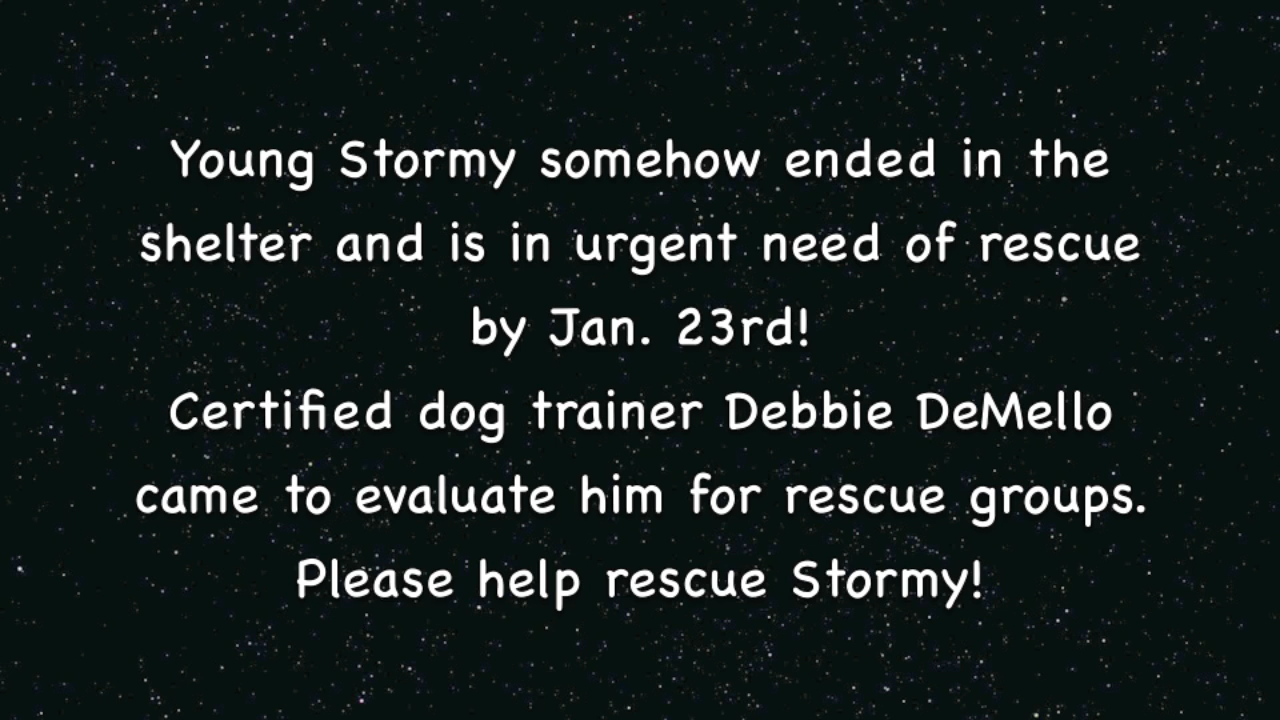 Young Stormy somehow ended in the
shelter and is in urgent need of rescue
by Jan. 23rd!
Certified dog trainer Debbie DeMello
came to evaluate him for rescue groups.
Please help rescue Stormy!